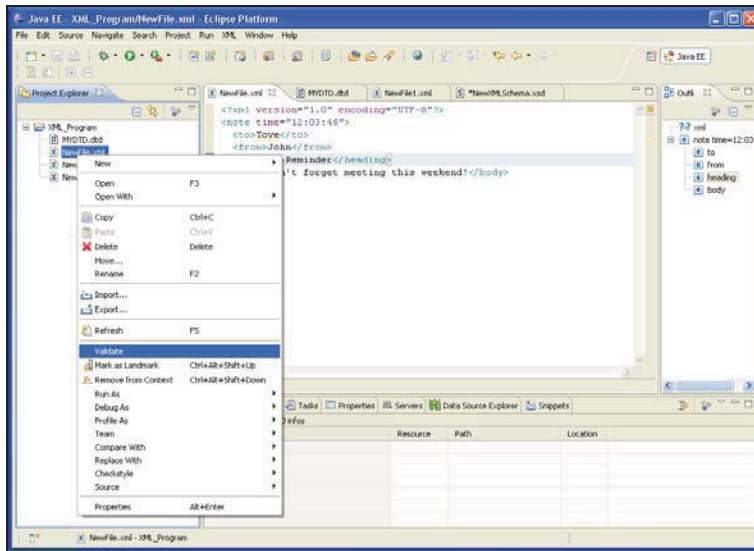 Java EE - XML_Program/NewFile.xml - Eclipse Platform
File Edit Source Navigate Search Project Run XML Window Help
Java EE
Project Explorer
NewFile.xml MYDTD.dtd NewFile1.xml *NewXMLSchema.xsd
XML_Program
MYDTD.dtd
NewFile.xml
New
New
<?xml version="1.0" encoding="UTF-8"?>
<note time="12:03:46">
<to>Tove</to>
<from>John</from>
Reminder</heading>
't forget meeting this weekend!</body>
xml
note time=12:03
to
from
heading
body
New
Open F3
Open With
Copy Ctrl+C
Paste Ctrl+V
Delete Delete
Move...
Rename F2
Import...
Export...
Refresh F5
Validate
Mark as Landmark Ctrl+Alt+Shift+Up
Remove from Context Ctrl+Alt+Shift+Down
Run As
Debug As
Profile As
Team
Compare With
Replace With
Checkstyle
Source
Properties Alt+Enter
Tasks Properties Servers Data Source Explorer Snippets
infos
Resource Path Location
NewFile.xml - XML_Program